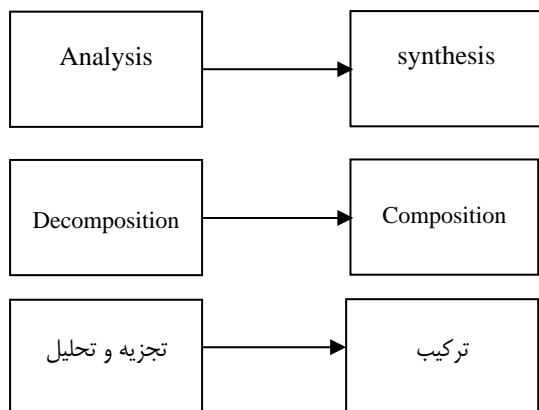 Analysis
synthesis
Decomposition
Composition
تجزیه و تحلیل
ترکیب